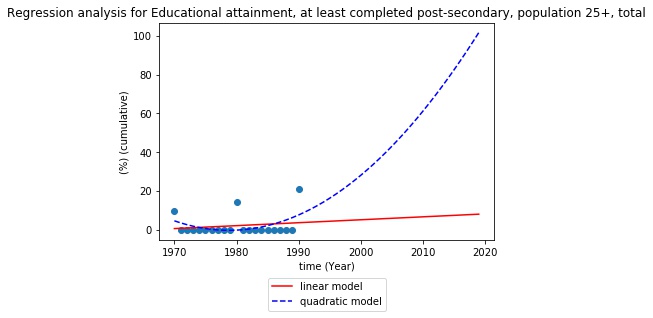 Regression analysis for Educational attainment, at least completed post-secondary, population 25+, total
100
80
60
40
20
0
(%) (cumulative)
1970 1980 1990 2000 2010 2020
time (Year)
linear model
quadratic model